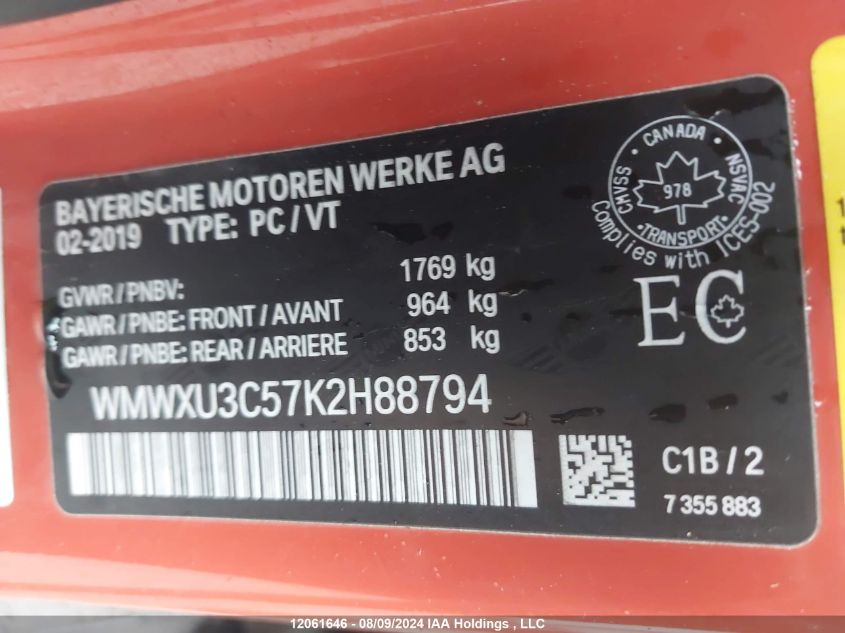 BAYERISCHE MOTOREN WERKE AG
02-2019 TYPE: PC / VT
GVWR / PNBV: 1769 kg
GAWR / PNBE: FRONT / AVANT 964 kg
GAWR / PNBE: REAR / ARRIERE 853 kg
WMWXU3C57K2H88794
CANADA
CMVSS 978 NSVAC
TRANSPORT
Complies with ICES-002
EC
C1B / 2
7 355 883
12061646 - 08/09/2024 IAA Holdings , LLC